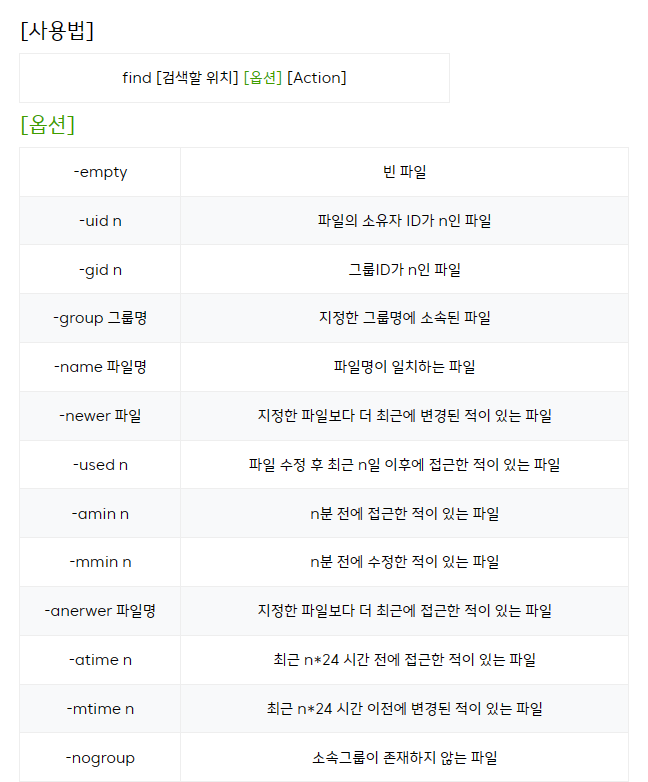 [사용법]
find [검색할 위치] [옵션] [Action]
[옵션]
-empty 빈 파일
-uid n 파일의 소유자 ID가 n인 파일
-gid n 그룹ID가 n인 파일
-group 그룹명 지정한 그룹명에 소속된 파일
-name 파일명 파일명이 일치하는 파일
-newer 파일 지정한 파일보다 더 최근에 변경된 적이 있는 파일
-used n 파일 수정 후 최근 n일 이후에 접근한 적이 있는 파일
-amin n n분 전에 접근한 적이 있는 파일
-mmin n n분 전에 수정한 적이 있는 파일
-anerwer 파일명 지정한 파일보다 더 최근에 접근한 적이 있는 파일
-atime n 최근 n*24 시간 전에 접근한 적이 있는 파일
-mtime n 최근 n*24 시간 이전에 변경된 적이 있는 파일
-nogroup 소속그룹이 존재하지 않는 파일